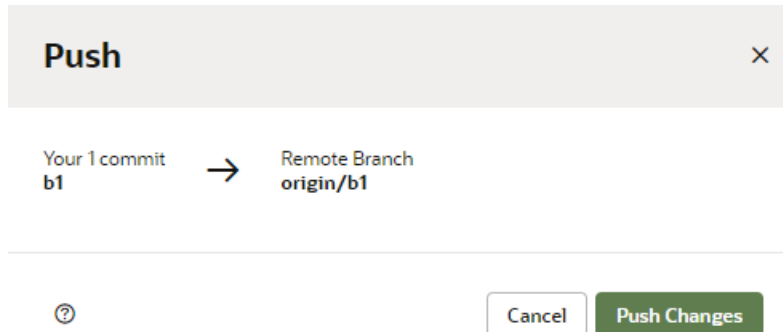 Push
Your 1 commit
b1
Remote Branch
origin/b1
Cancel
Push Changes